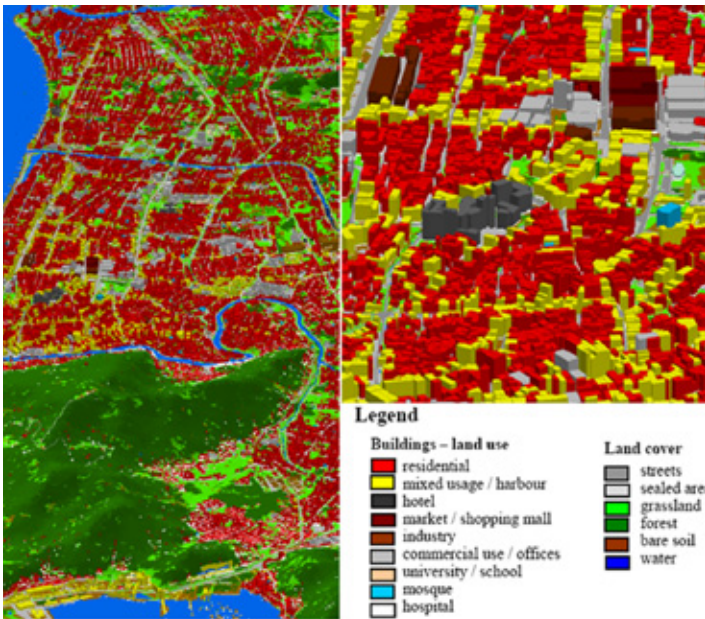 Legend
Buildings – land use
residential
mixed usage / harbour
hotel
market / shopping mall
industry
commercial use / offices
university / school
mosque
hospital
Land cover
streets
sealed are
grassland
forest
bare soil
water